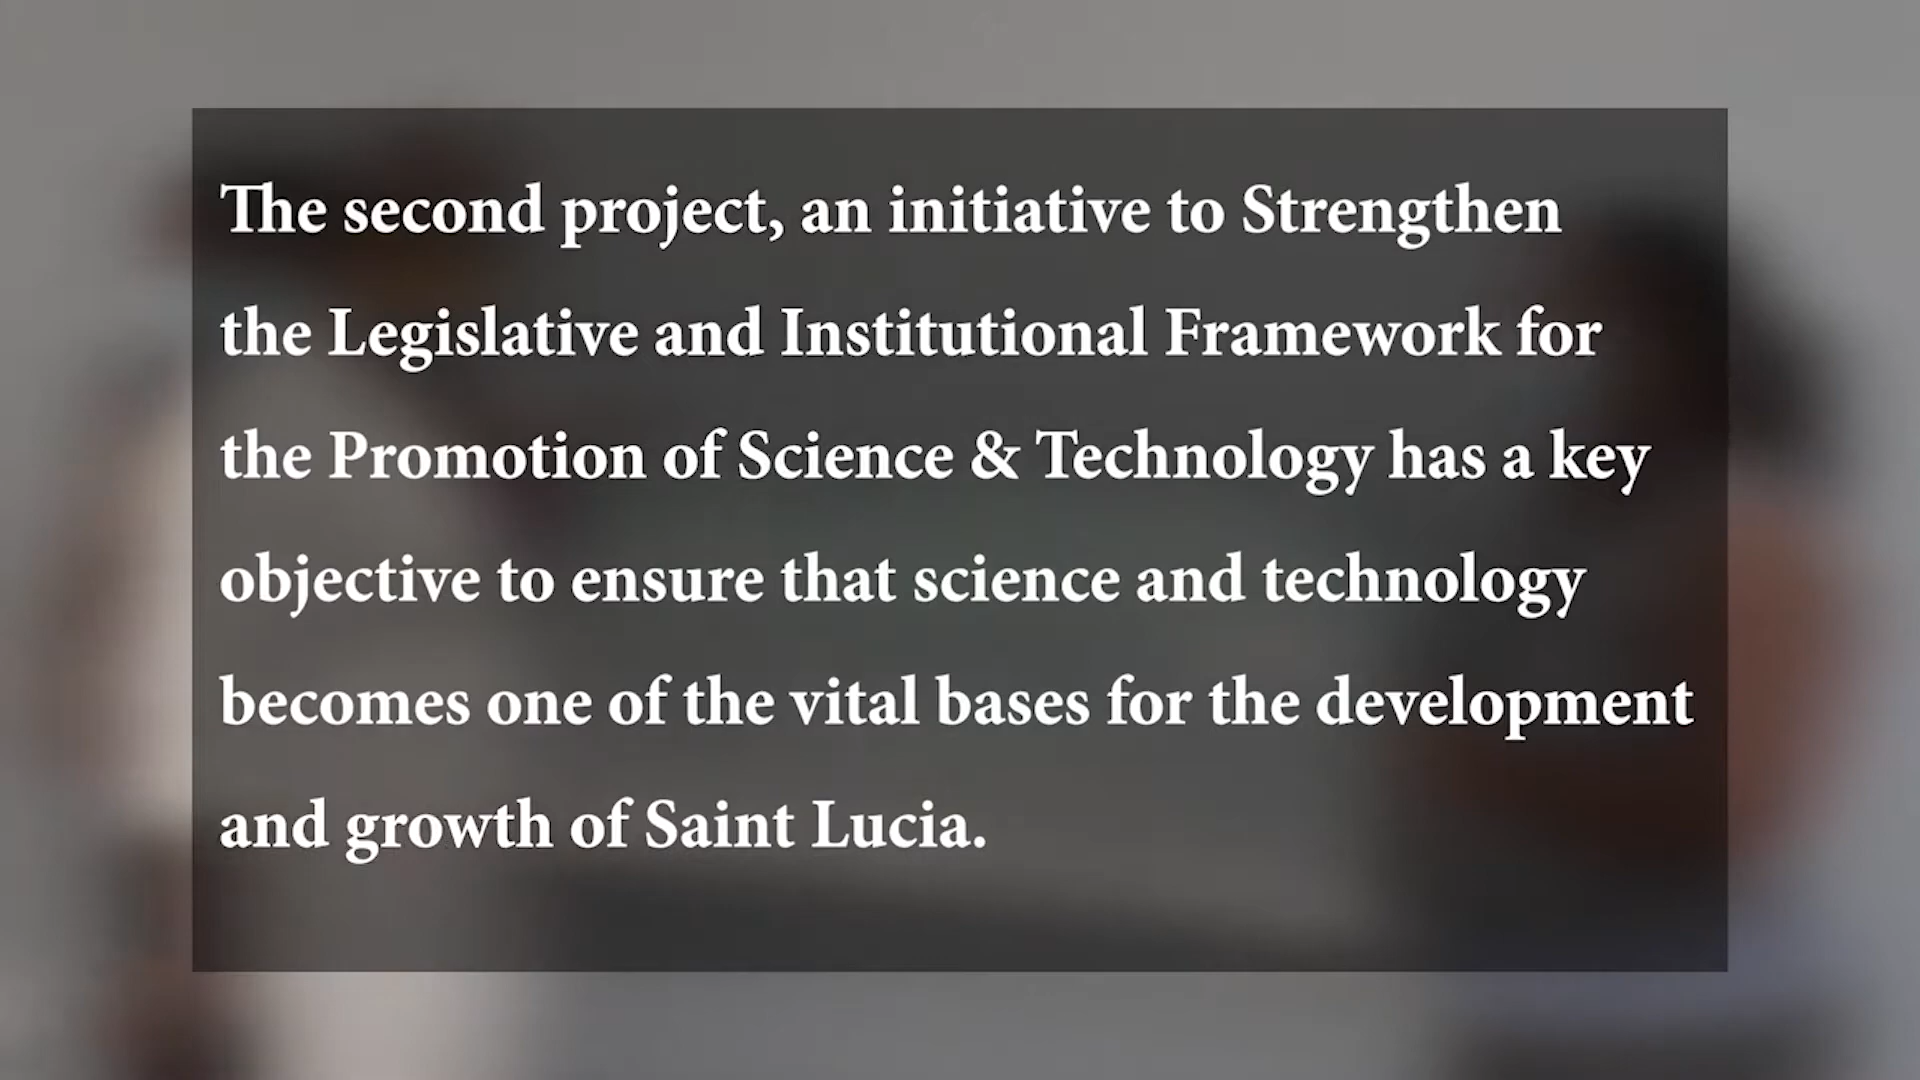 The second project, an initiative to Strengthen
the Legislative and Institutional Framework for
the Promotion of Science & Technology has a key
objective to ensure that science and technology
becomes one of the vital bases for the development
and growth of Saint Lucia.